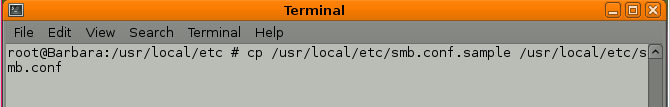 Terminal
File Edit View Search Terminal Help
root@Barbara:/usr/local/etc # cp /usr/local/etc/smb.conf.sample /usr/local/etc/s
mb.conf